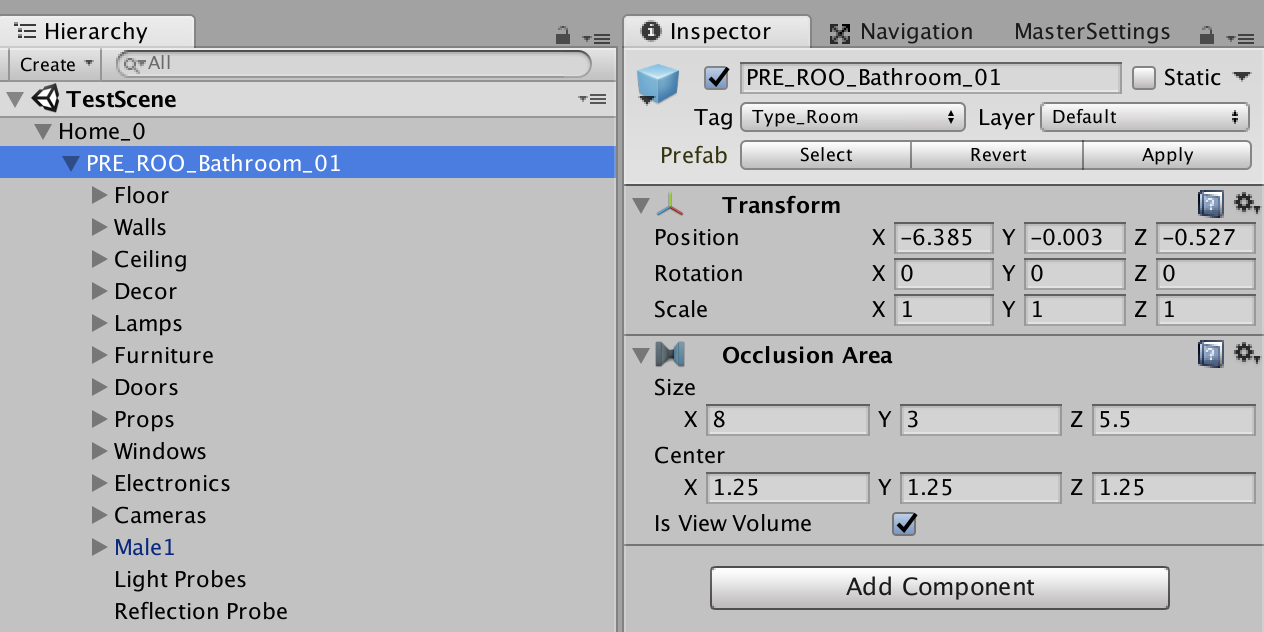 Hierarchy
Create
All
TestScene
Home_0
PRE_ROO_Bathroom_01
Floor
Walls
Ceiling
Decor
Lamps
Furniture
Doors
Props
Windows
Electronics
Cameras
Male1
Light Probes
Reflection Probe
Inspector Navigation MasterSettings
PRE_ROO_Bathroom_01 Static
Tag Type_Room Layer Default
Prefab Select Revert Apply
Transform
Position X -6.385 Y -0.003 Z -0.527
Rotation X 0 Y 0 Z 0
Scale X 1 Y 1 Z 1
Occlusion Area
Size
X 8 Y 3 Z 5.5
Center
X 1.25 Y 1.25 Z 1.25
Is View Volume
Add Component